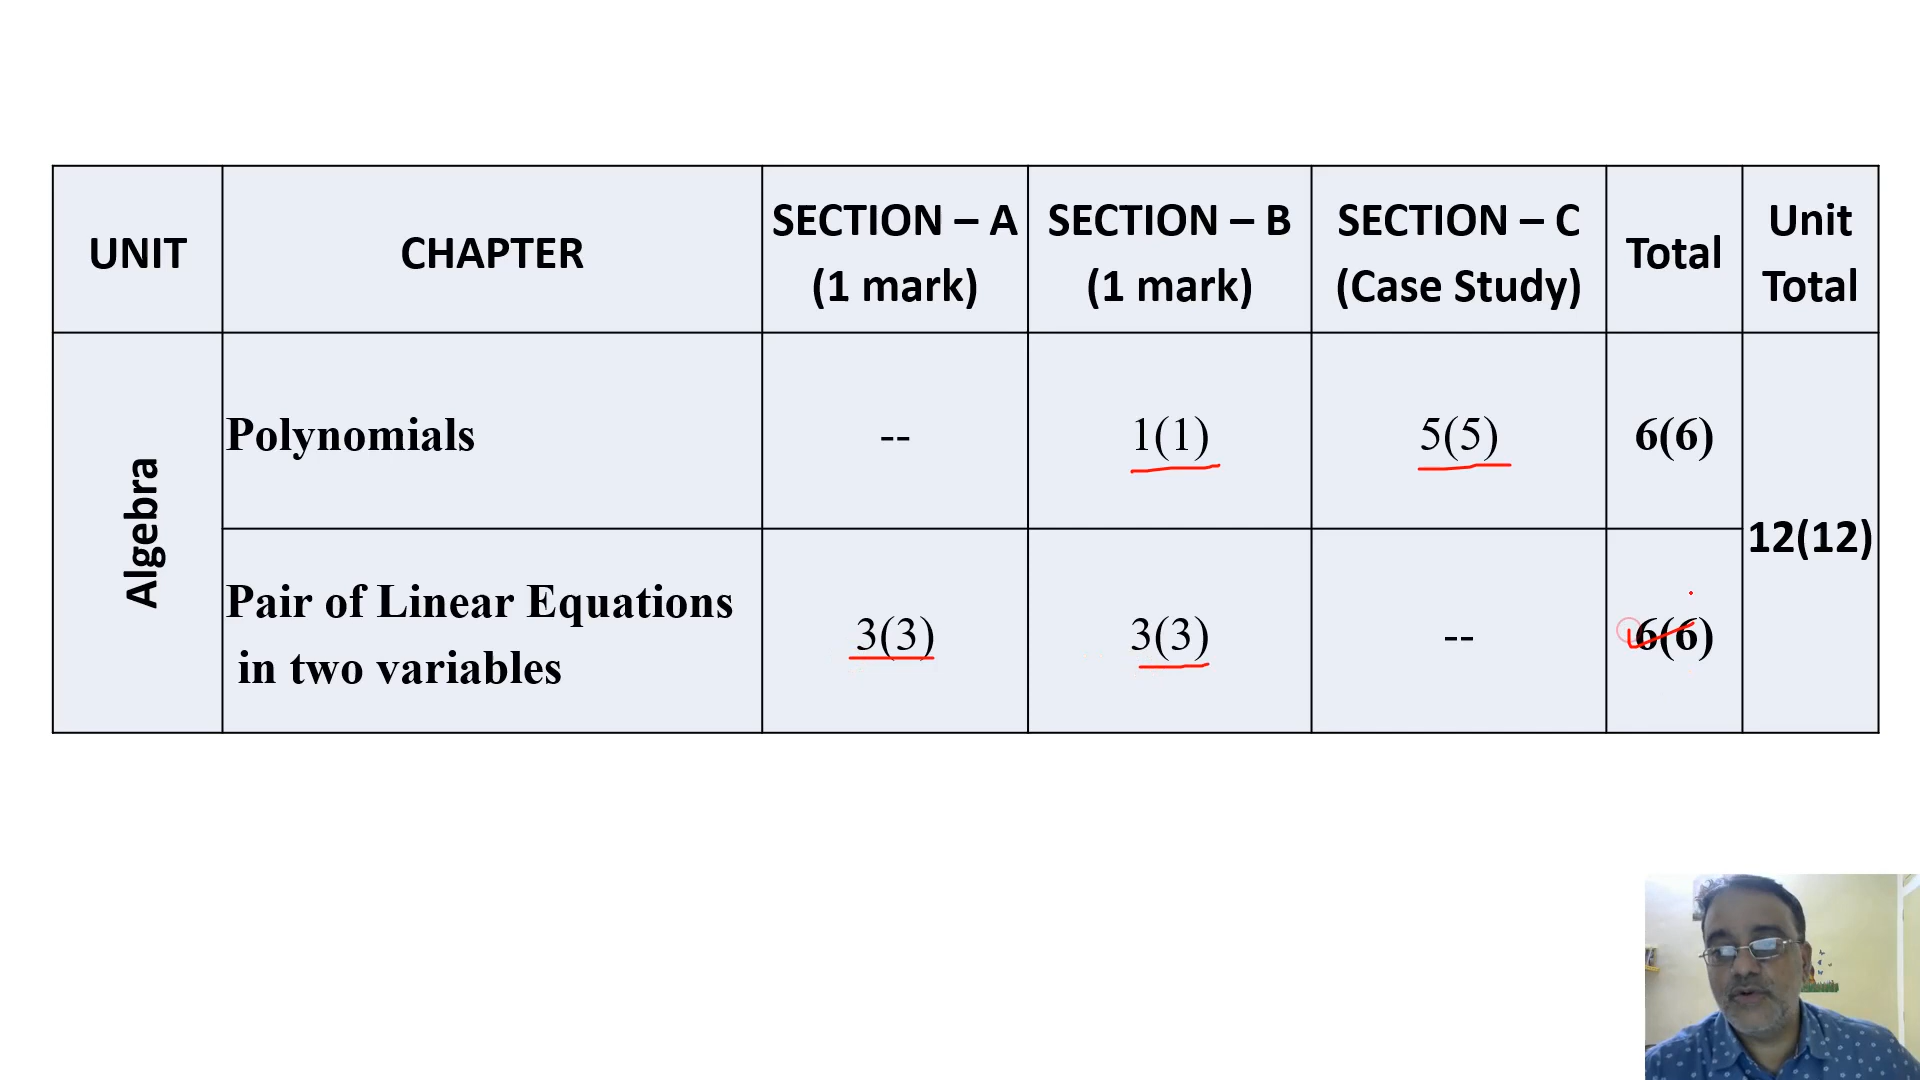 UNIT
CHAPTER
SECTION – A
(1 mark)
SECTION – B
(1 mark)
SECTION – C
(Case Study)
Total
Unit
Total
Algebra
Polynomials
--
1(1)
5(5)
6(6)
12(12)
Pair of Linear Equations
in two variables
3(3)
3(3)
--
6(6)